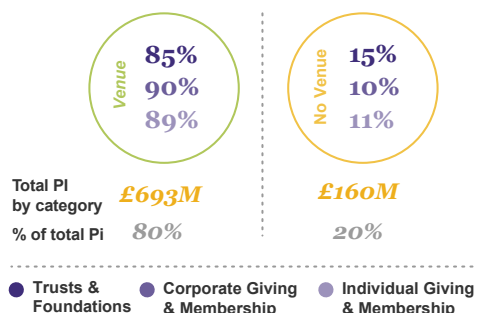 Venue
85%
90%
89%
No Venue
15%
10%
11%
Total PI
by category
£693M
£160M
% of total Pi
80%
20%
Trusts &
Foundations
Corporate Giving
& Membership
Individual Giving
& Membership